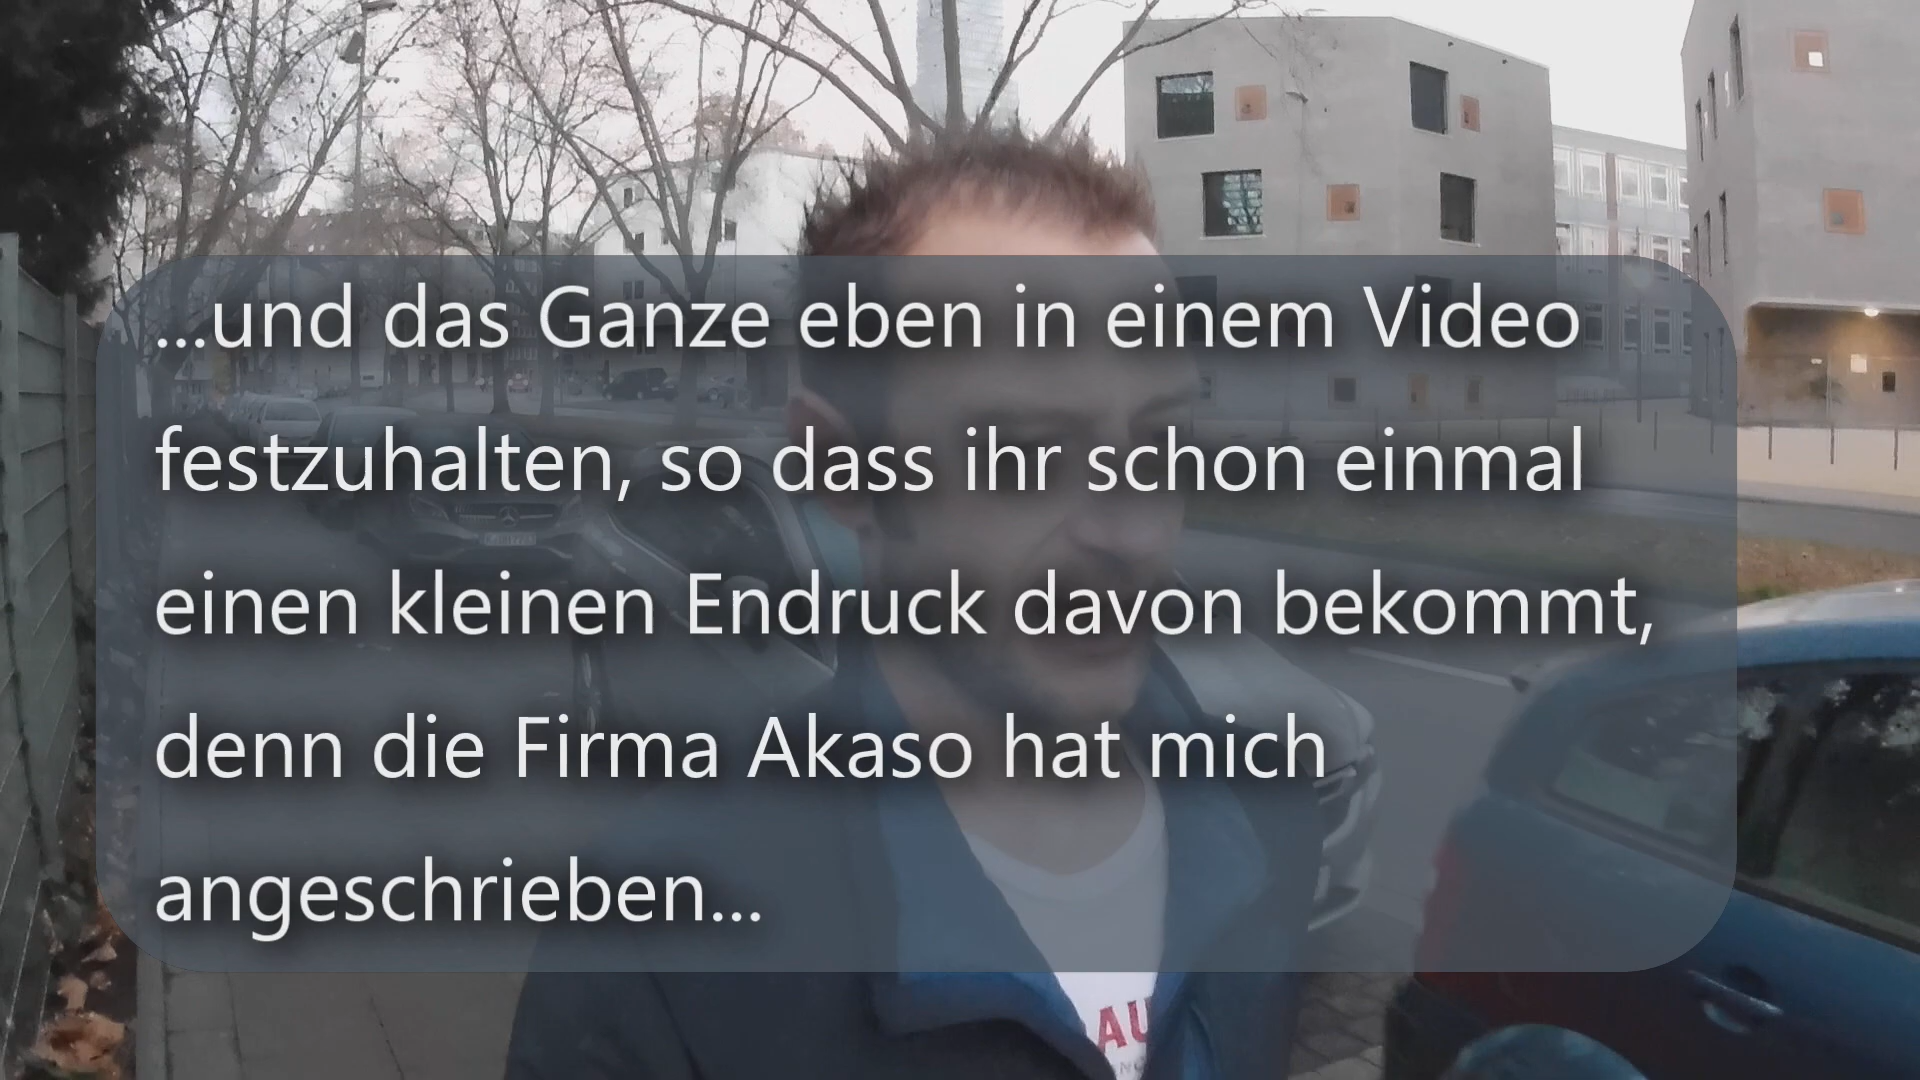 ...und das Ganze eben in einem Video
festzuhalten, so dass ihr schon einmal
einen kleinen Endruck davon bekommt,
denn die Firma Akaso hat mich
angeschrieben...
AU